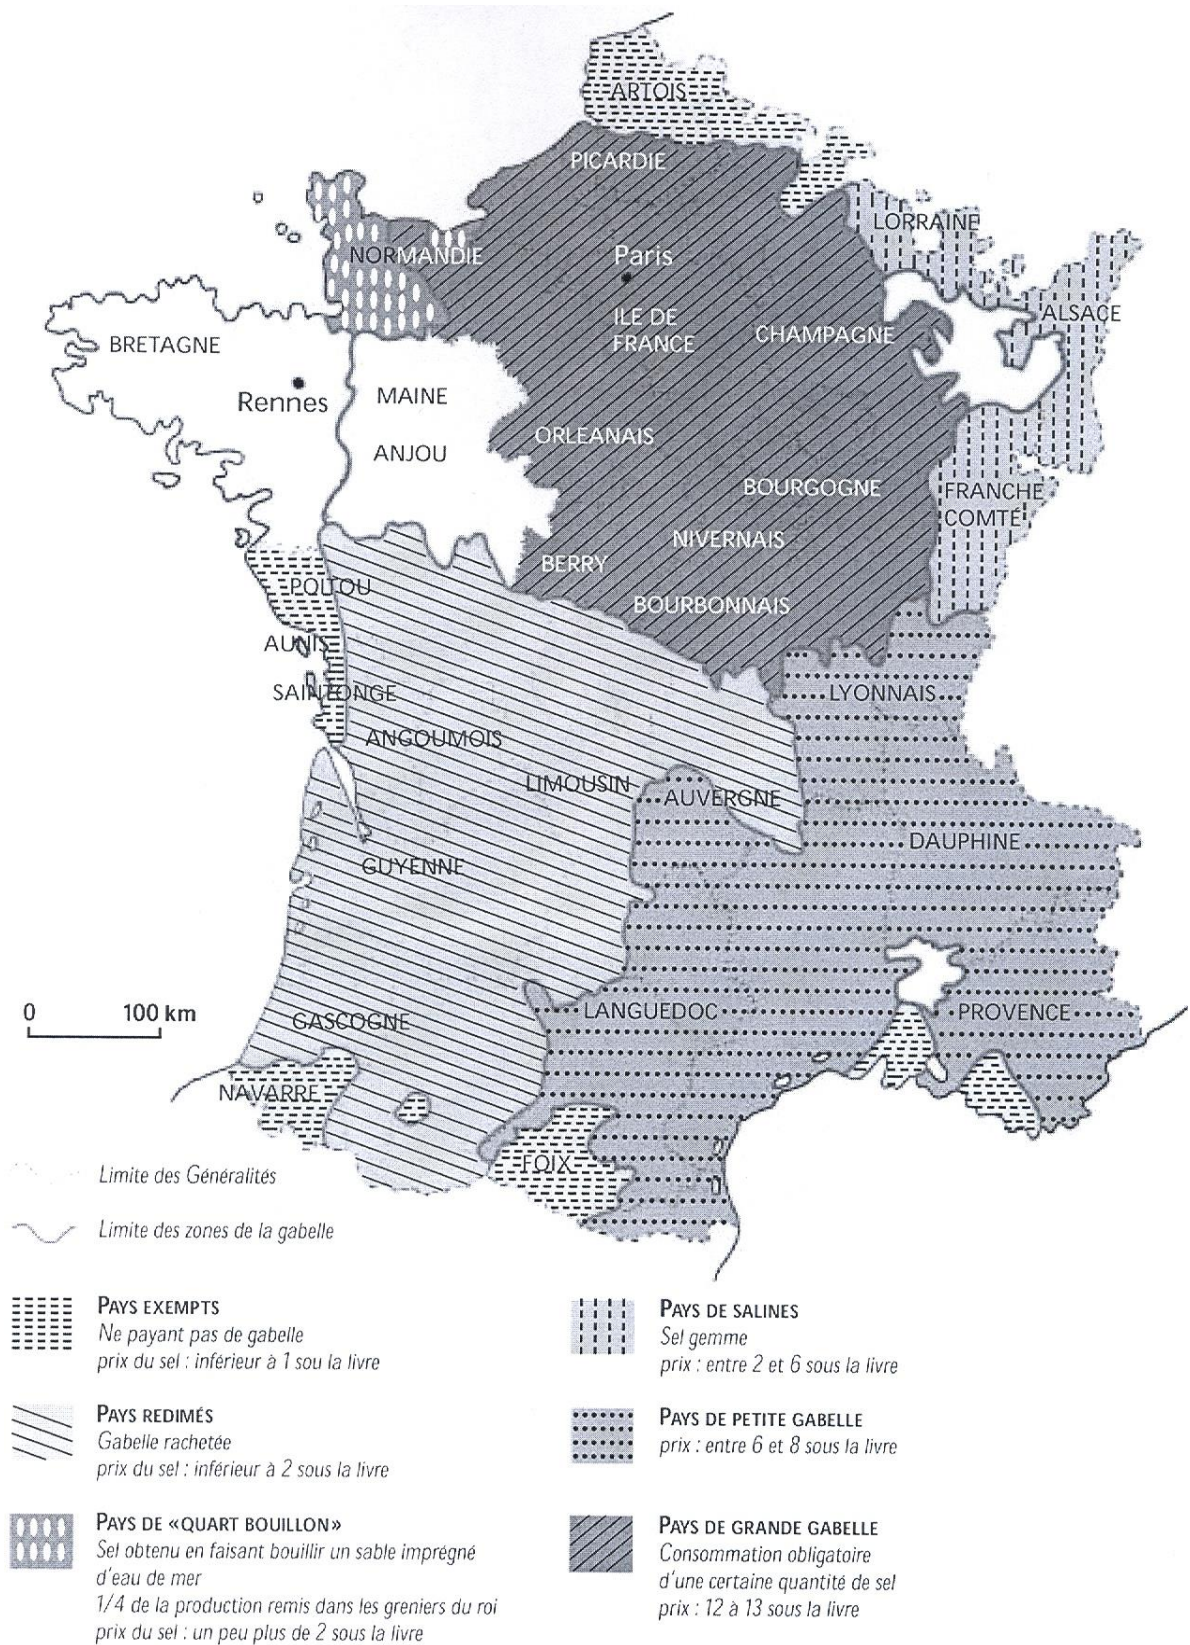 ARTOIS
PICARDIE
LORRAINE
NORMANDIE
Paris
ILE DE
FRANCE
CHAMPAGNE
ALSACE
BRETAGNE
Rennes
MAINE
ANJOU
ORLEANAIS
BOURGOGNE
FRANCHE
COMTÉ
NIVERNAIS
BERRY
BOURBONNAIS
POITOU
AUNIS
SAINTONGE
LYONNAIS
ANGOUMOIS
LIMOUSIN
AUVERGNE
DAUPHINE
GUYENNE
0 100 km
GASCOGNE
LANGUEDOC
PROVENCE
NAVARRE
FOIX
Limite des Généralités
Limite des zones de la gabelle
PAYS EXEMPTS
Ne payant pas de gabelle
prix du sel : inférieur à 1 sou la livre
PAYS REDIMÉS
Gabelle rachetée
prix du sel : inférieur à 2 sous la livre
PAYS DE «QUART BOUILLON»
Sel obtenu en faisant bouillir un sable imprégné
d'eau de mer
1/4 de la production remis dans les greniers du roi
prix du sel : un peu plus de 2 sous la livre
PAYS DE SALINES
Sel gemme
prix : entre 2 et 6 sous la livre
PAYS DE PETITE GABELLE
prix : entre 6 et 8 sous la livre
PAYS DE GRANDE GABELLE
Consommation obligatoire
d'une certaine quantité de sel
prix : 12 à 13 sous la livre